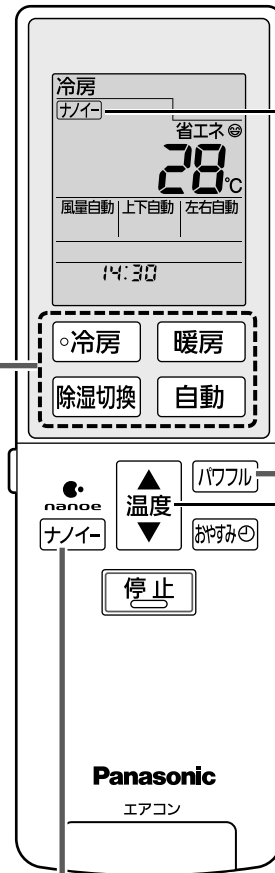 冷房
ナノイー
省エネ
28℃
風量自動 上下自動 左右自動
14:30
冷房 暖房
除湿切換 自動
パワフル
温度
nanoe
ナノイー
おやすみ
停止
Panasonic
エアコン